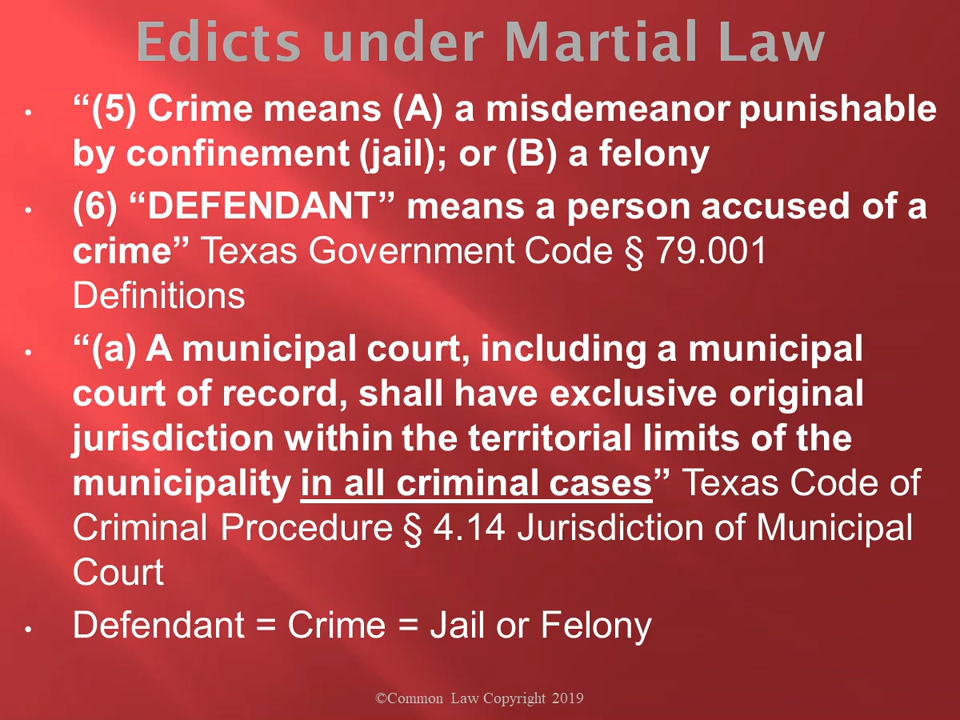 Edicts under Martial Law
• “(5) Crime means (A) a misdemeanor punishable
by confinement (jail); or (B) a felony
• (6) “DEFENDANT” means a person accused of a
crime” Texas Government Code § 79.001
Definitions
• “(a) A municipal court, including a municipal
court of record, shall have exclusive original
jurisdiction within the territorial limits of the
municipality in all criminal cases” Texas Code of
Criminal Procedure § 4.14 Jurisdiction of Municipal
Court
• Defendant = Crime = Jail or Felony
©Common Law Copyright 2019